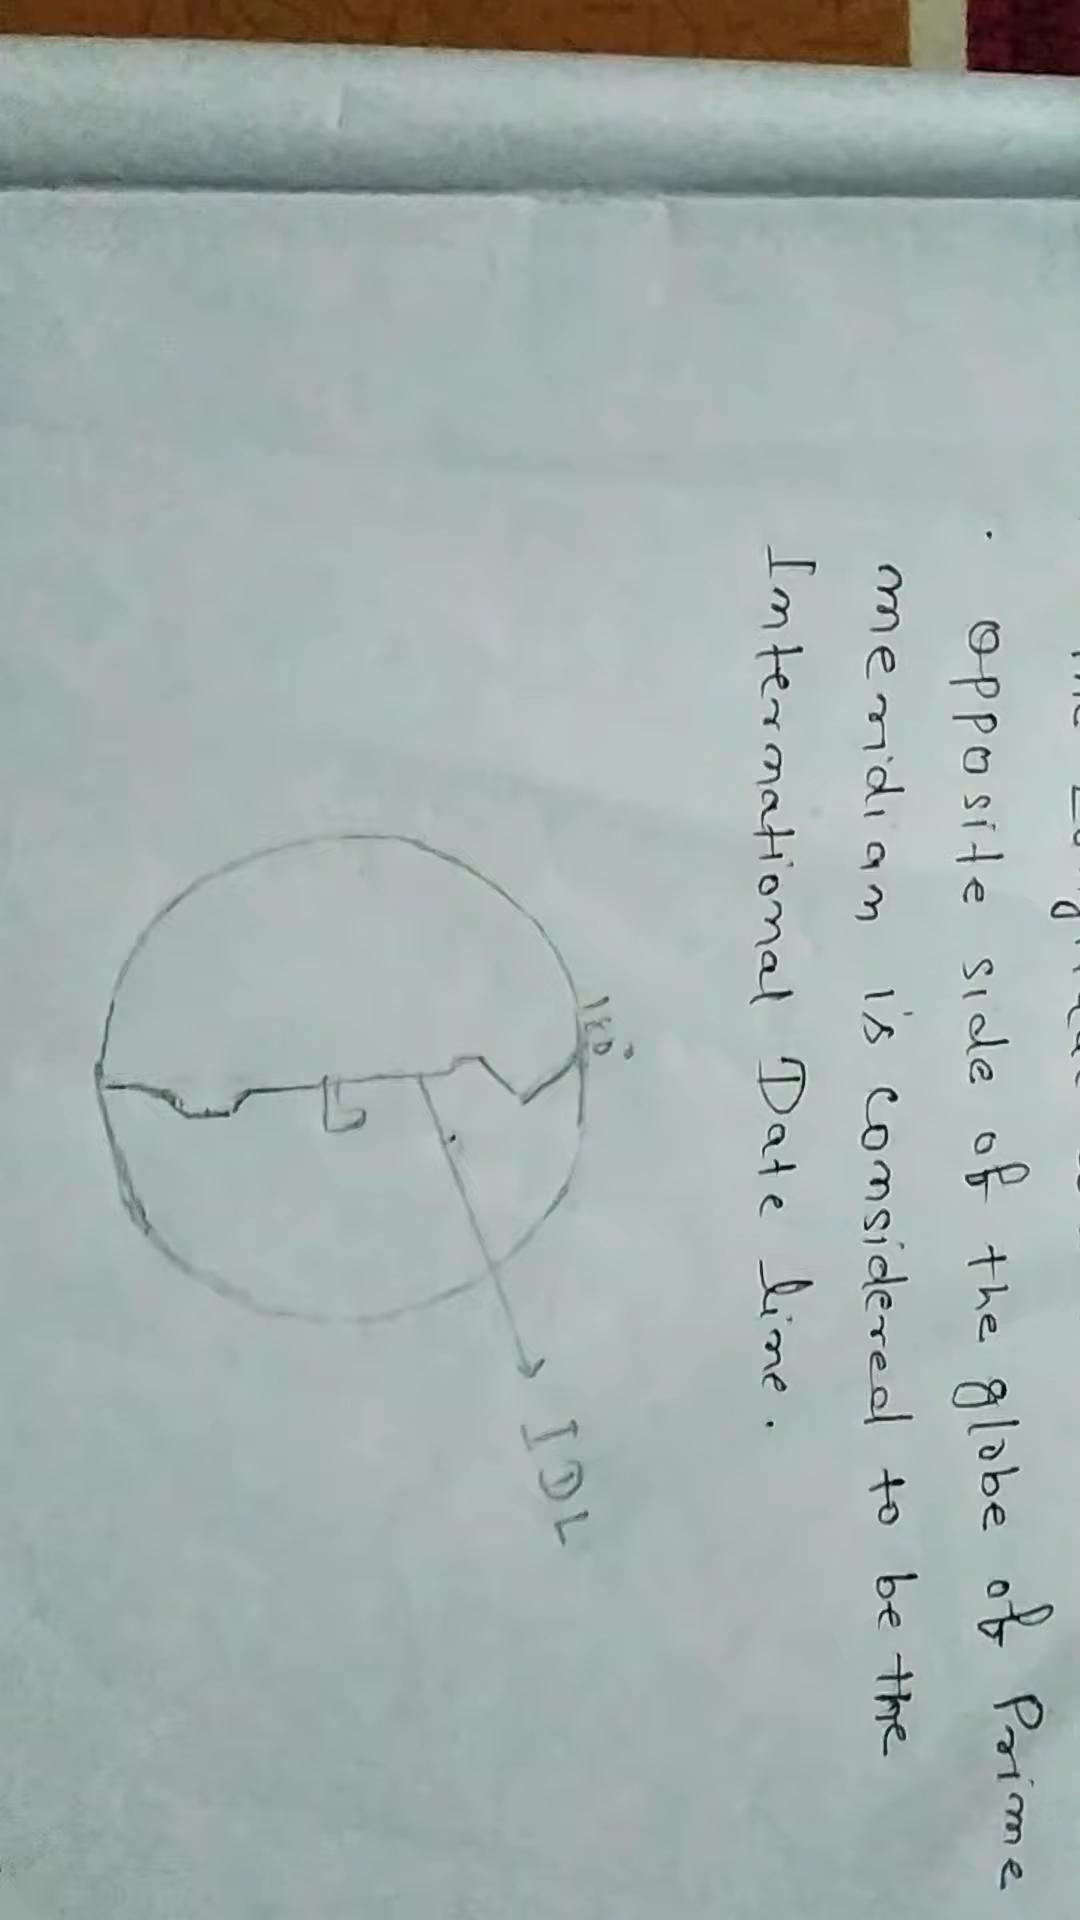 . opposite side of the globe of Prime
meridian is considered to be the
International Date line.
180°
IDL